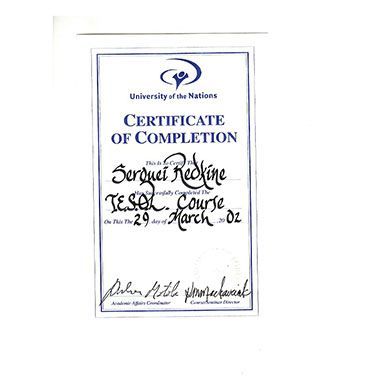 University of the Nations
CERTIFICATE
OF COMPLETION
This Is To Certify That
Serguei Redkine
Has Successfully Completed The
T.E.S.O.L. Course
On This The 29 day of March 20 02
Academic Affairs Coordinator Course/Seminar Director